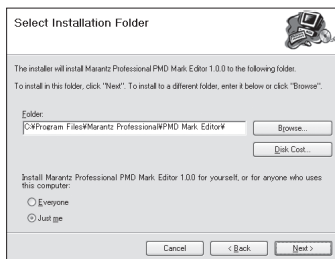 Select Installation Folder
The installer will install Marantz Professional PMD Mark Editor 1.0.0 to the following folder.
To install in this folder, click "Next". To install to a different folder, enter it below or click "Browse".
Folder:
C:¥Program Files¥Marantz Professional¥PMD Mark Editor¥
Browse...
Disk Cost...
Install Marantz Professional PMD Mark Editor 1.0.0 for yourself, or for anyone who uses
this computer:
Everyone
Just me
Cancel
< Back
Next >